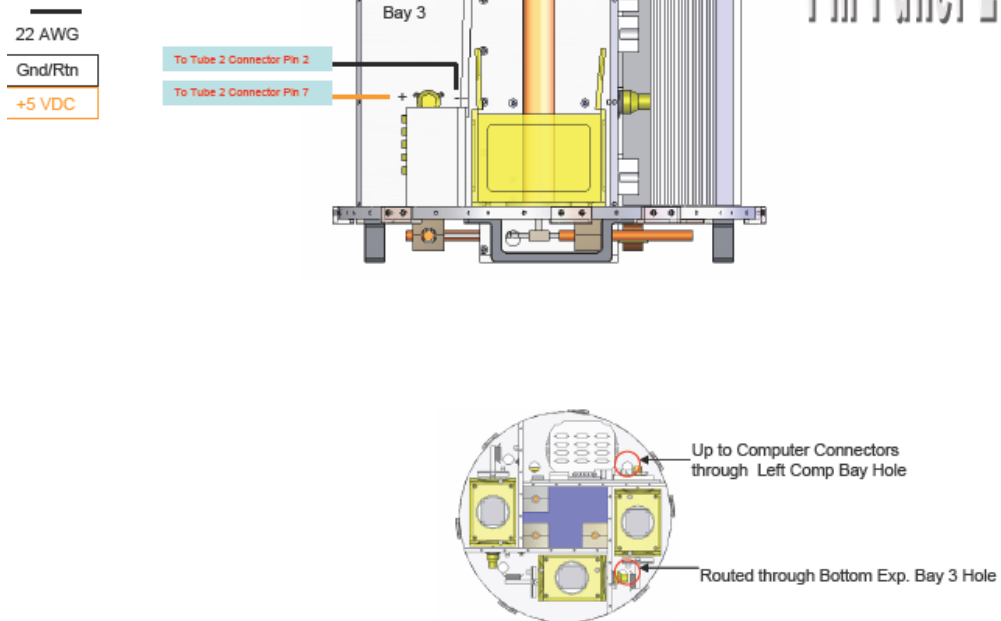 22 AWG
Gnd/Rtn
+5 VDC
Bay 3
To Tube 2 Connector Pin 2
To Tube 2 Connector Pin 7
+
–
Up to Computer Connectors
through Left Comp Bay Hole
Routed through Bottom Exp. Bay 3 Hole